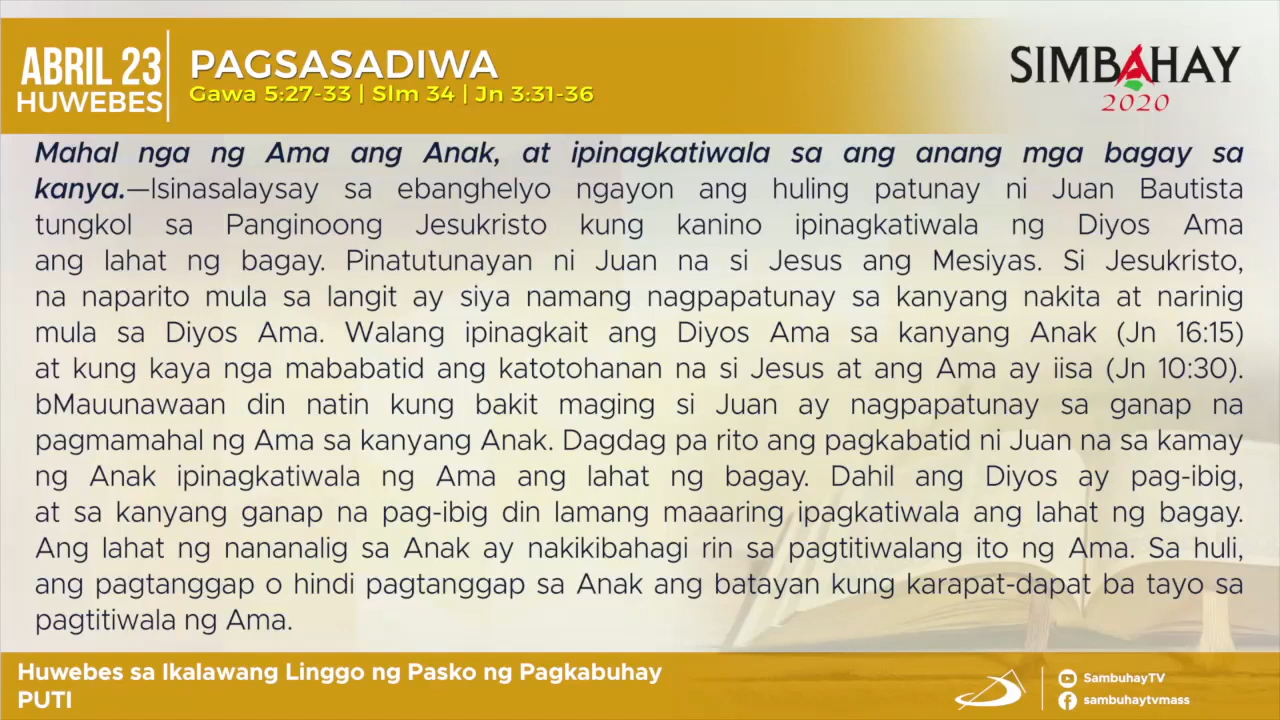 ABRIL 23
HUWEBES
PAGSASADIWA
Gawa 5:27-33 | Slm 34 | Jn 3:31-36
SIMBAHAY
2020
Mahal nga ng Ama ang Anak, at ipinagkatiwala sa ang anang mga bagay sa
kanya.—Isinasalaysay sa ebanghelyo ngayon ang huling patunay ni Juan Bautista
tungkol sa Panginoong Jesukristo kung kanino ipinagkatiwala ng Diyos Ama
ang lahat ng bagay. Pinatutunayan ni Juan na si Jesus ang Mesiyas. Si Jesukristo,
na naparito mula sa langit ay siya namang nagpapatunay sa kanyang nakita at narinig
mula sa Diyos Ama. Walang ipinagkait ang Diyos Ama sa kanyang Anak (Jn 16:15)
at kung kaya nga mababatid ang katotohanan na si Jesus at ang Ama ay iisa (Jn 10:30).
bMauunawaan din natin kung bakit maging si Juan ay nagpapatunay sa ganap na
pagmamahal ng Ama sa kanyang Anak. Dagdag pa rito ang pagkabatid ni Juan na sa kamay
ng Anak ipinagkatiwala ng Ama ang lahat ng bagay. Dahil ang Diyos ay pag-ibig,
at sa kanyang ganap na pag-ibig din lamang maaaring ipagkatiwala ang lahat ng bagay.
Ang lahat ng nananalig sa Anak ay nakikibahagi rin sa pagtitiwalang ito ng Ama. Sa huli,
ang pagtanggap o hindi pagtanggap sa Anak ang batayan kung karapat-dapat ba tayo sa
pagtitiwala ng Ama.
Huwebes sa Ikalawang Linggo ng Pasko ng Pagkabuhay
PUTI
SambuhayTV
sambuhaytvmass